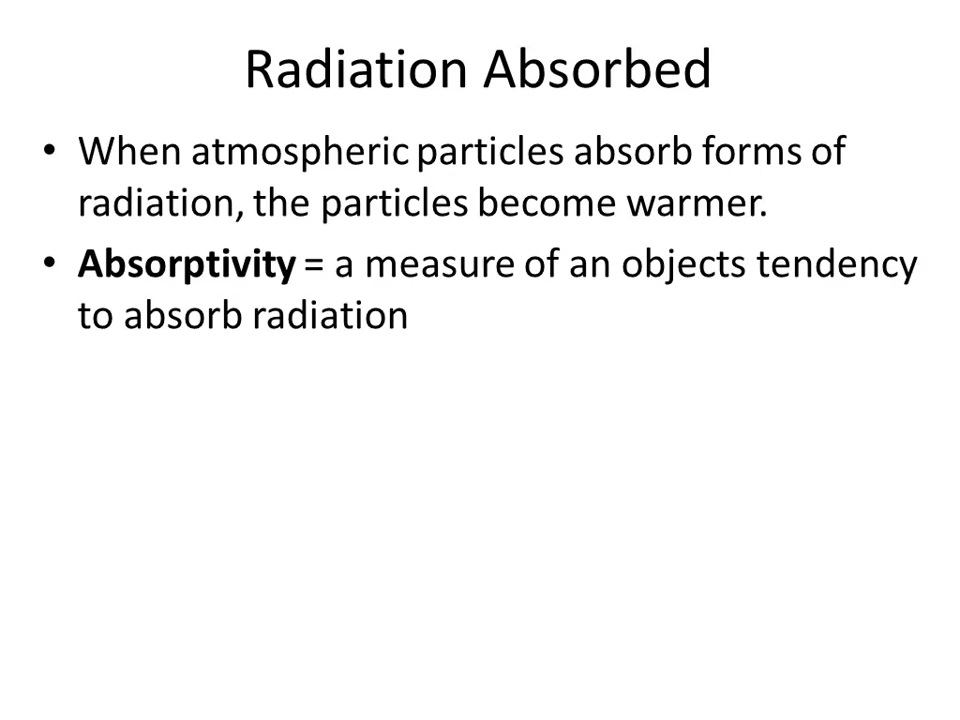 Radiation Absorbed
• When atmospheric particles absorb forms of
radiation, the particles become warmer.
• Absorptivity = a measure of an objects tendency
to absorb radiation